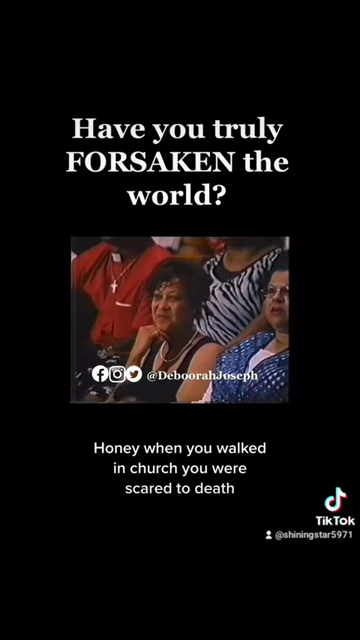 Have you truly
FORSAKEN the
world?
@DeboorahJoseph
Honey when you walked
in church you were
scared to death
TikTok
@shiningstar5971